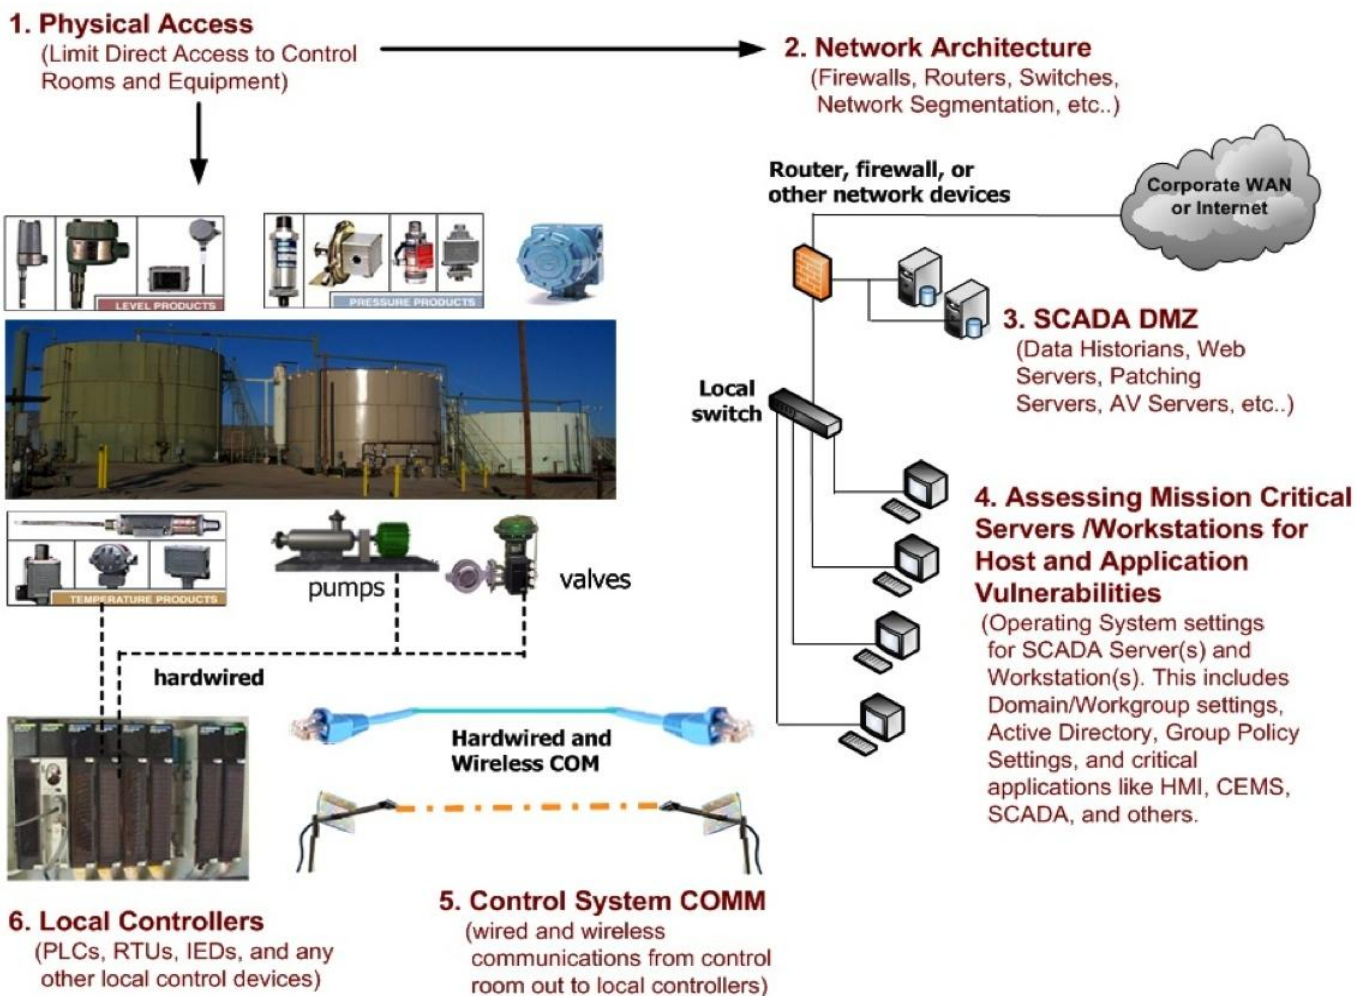 1. Physical Access
(Limit Direct Access to Control
Rooms and Equipment)
2. Network Architecture
(Firewalls, Routers, Switches,
Network Segmentation, etc..)
Router, firewall, or
other network devices
Corporate WAN
or Internet
LEVEL PRODUCTS
PRESSURE PRODUCTS
3. SCADA DMZ
(Data Historians, Web
Servers, Patching
Servers, AV Servers, etc..)
Local
switch
4. Assessing Mission Critical
Servers /Workstations for
Host and Application
Vulnerabilities
(Operating System settings
for SCADA Server(s) and
Workstation(s). This includes
Domain/Workgroup settings,
Active Directory, Group Policy
Settings, and critical
applications like HMI, CEMS,
SCADA, and others.
TEMPERATURE PRODUCTS
pumps
valves
hardwired
Hardwired and
Wireless COM
5. Control System COMM
(wired and wireless
communications from control
room out to local controllers)
6. Local Controllers
(PLCs, RTUs, IEDs, and any
other local control devices)